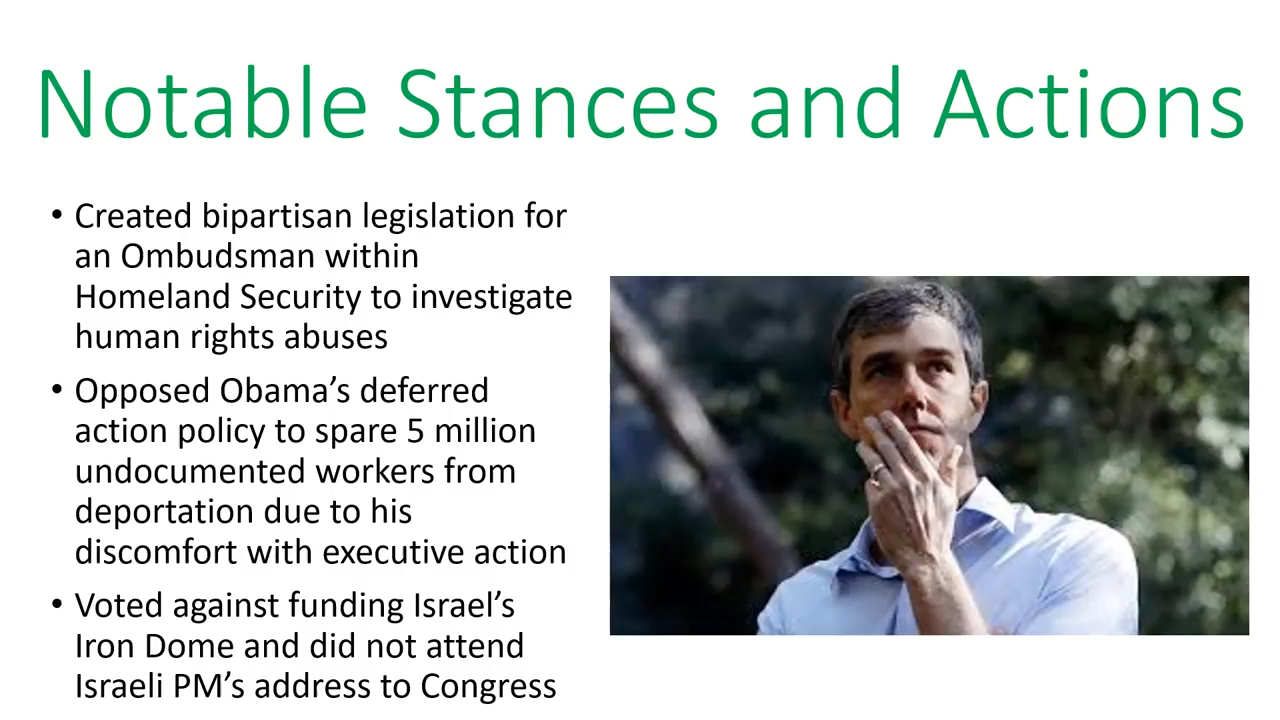 Notable Stances and Actions
• Created bipartisan legislation for
an Ombudsman within
Homeland Security to investigate
human rights abuses
• Opposed Obama’s deferred
action policy to spare 5 million
undocumented workers from
deportation due to his
discomfort with executive action
• Voted against funding Israel’s
Iron Dome and did not attend
Israeli PM’s address to Congress